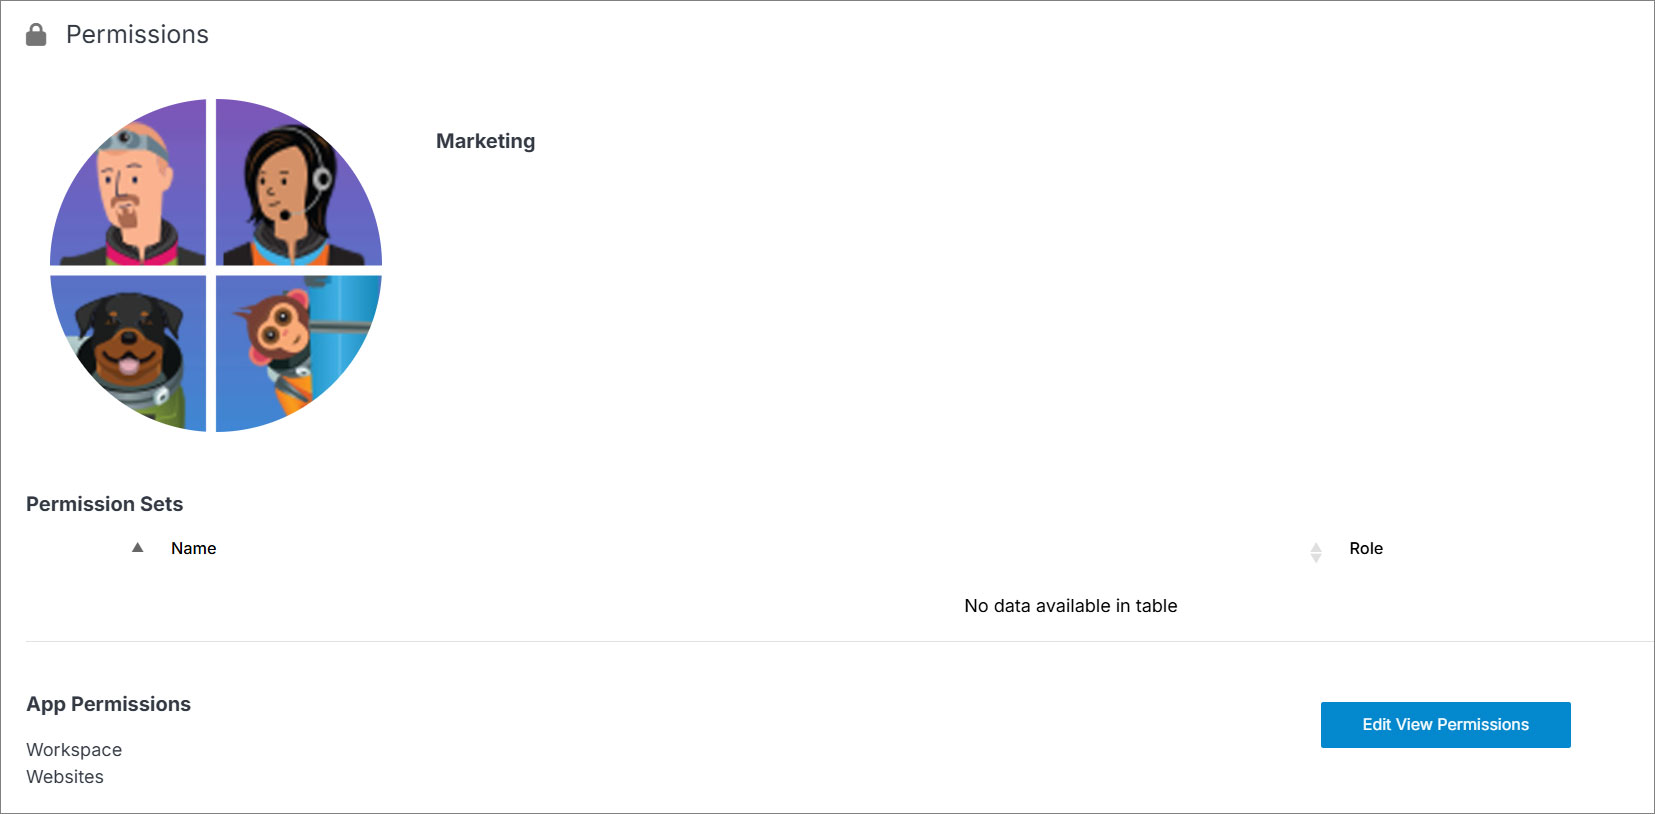 Permissions
Marketing
Permission Sets
Name
Role
No data available in table
App Permissions
Edit View Permissions
Workspace
Websites